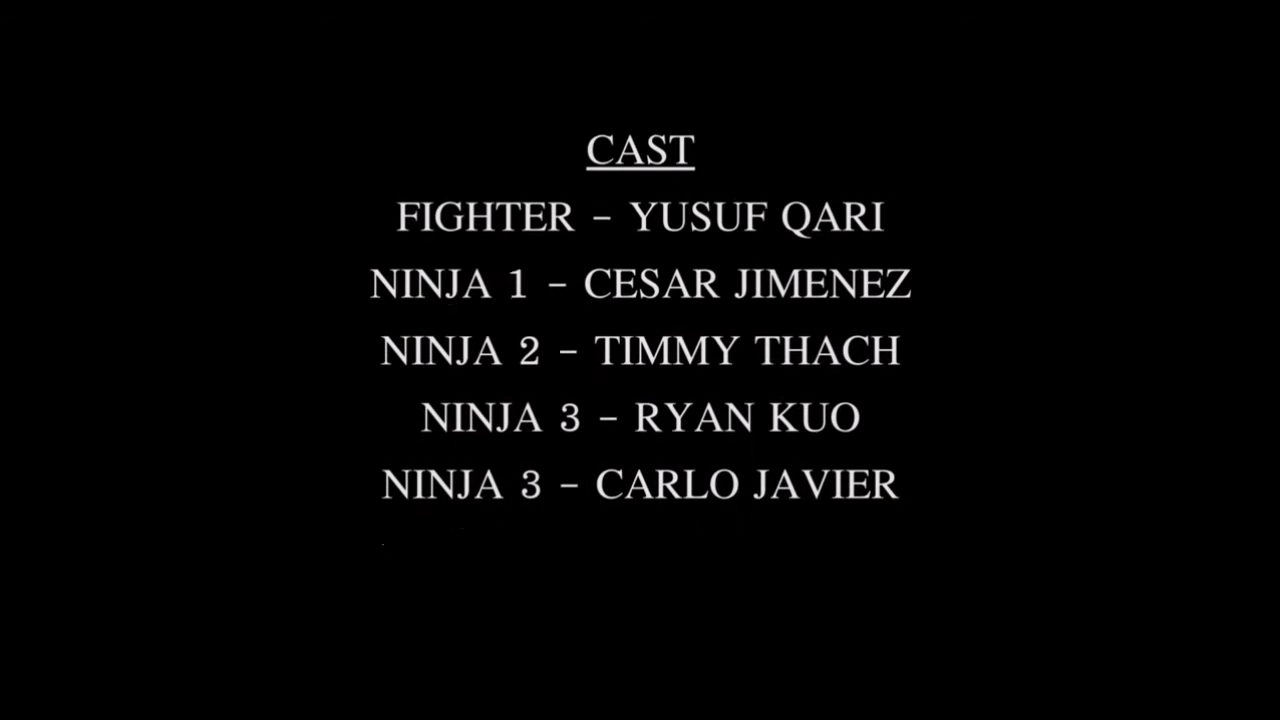 CAST
FIGHTER - YUSUF QARI
NINJA 1 - CESAR JIMENEZ
NINJA 2 - TIMMY THACH
NINJA 3 - RYAN KUO
NINJA 3 - CARLO JAVIER